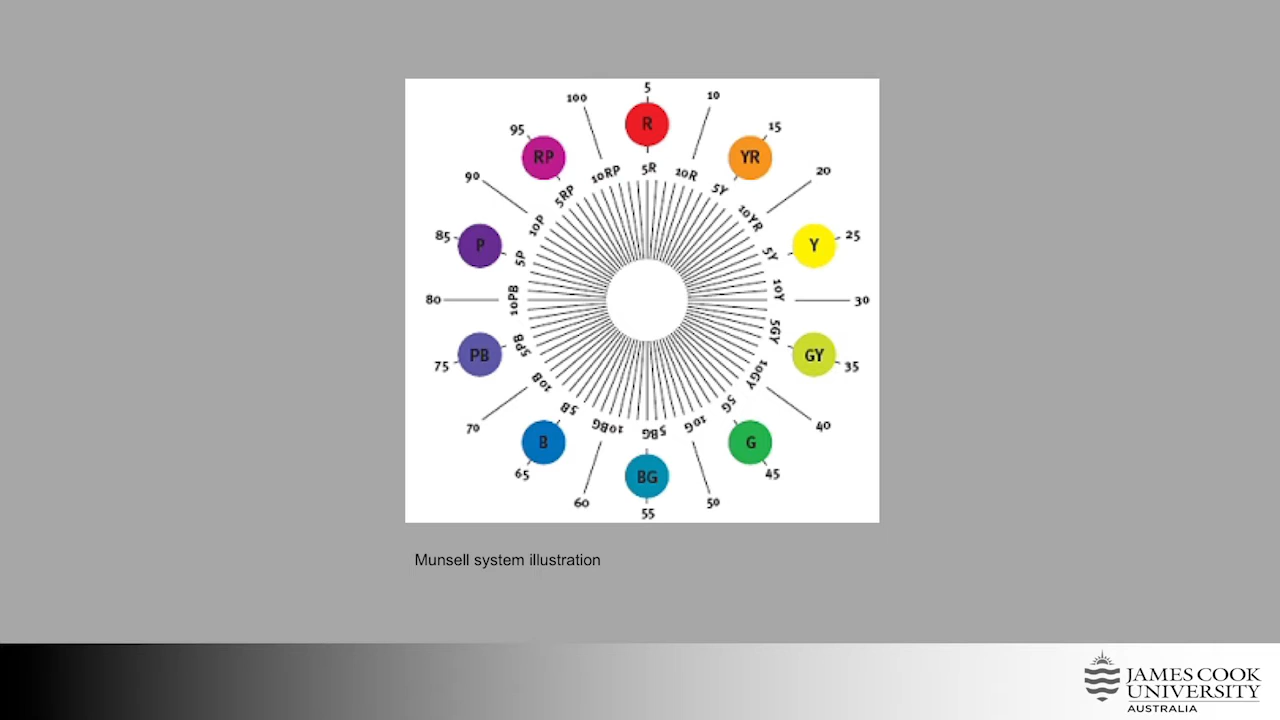 5
100
10
R
95
15
RP
YR
10RP
5R
10R
90
20
5RP
5Y
10P
10YR
85
P
Y
25
5P
5Y
80
10PB
10Y
30
5PB
5GY
75
PB
GY
35
10B
10GY
5B
5G
70
40
10BG
5BG
10G
B
G
65
45
BG
60
50
55
Munsell system illustration
JAMES COOK
UNIVERSITY
AUSTRALIA